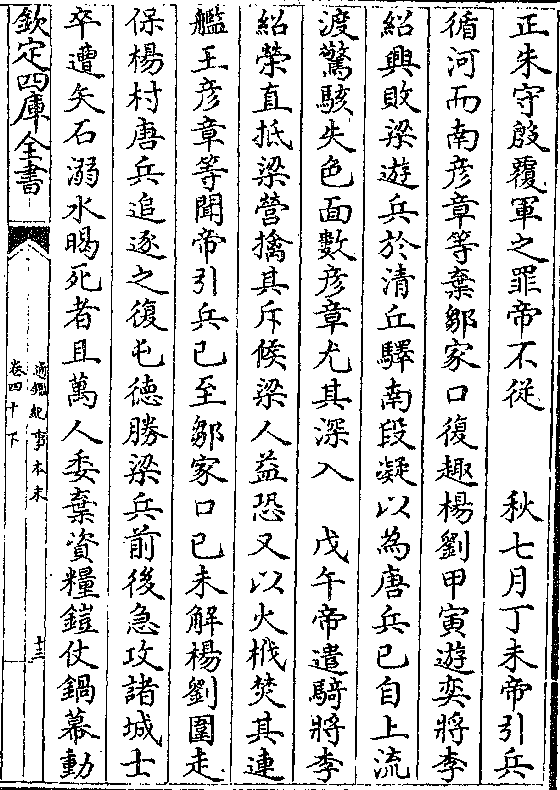 正朱守殷覆軍之罪帝不從　　秋七月丁未帝引兵
循河而南彦章等棄鄒家口復趣楊劉甲寅遊奕將李
紹興敗梁遊兵於清丘驛南段凝以為唐兵已自上流
渡驚駭失色面數彦章尤其深入　戊午帝遣騎將李
紹榮直抵梁營擒其斥候梁人益恐又以火栰焚其連
艦王彦章等聞帝引兵已至鄒家口己未解楊劉圍走
保楊村唐兵追逐之復屯德勝梁兵前後急攻諸城士
卒遭矢石溺水暍死者且萬人委棄資糧鎧仗鍋幕動
欽定四庫全書
通鑑紀事本末
卷四十下
十三